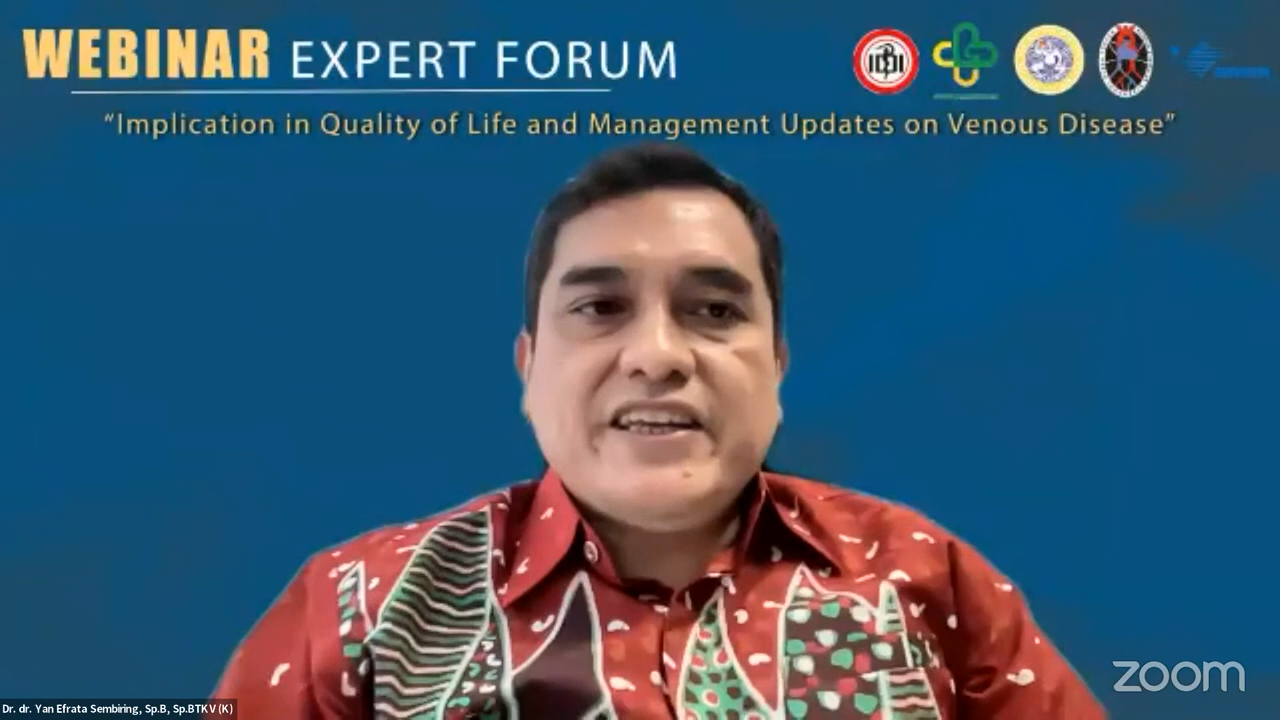 WEBINAR EXPERT FORUM
"Implication in Quality of Life and Management Updates on Venous Disease"
IDI
zoom
Dr. dr. Yan Efrata Sembiring, Sp.B, Sp.BTKV (K)